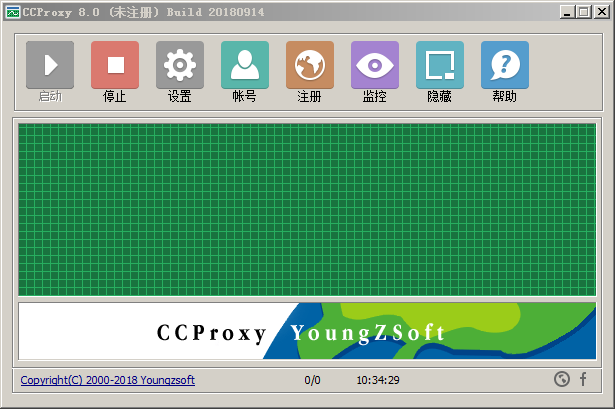 CCProxy 8.0 (未注册) Build 20180914
启动 停止 设置 帐号 注册 监控 隐藏 帮助
CCProxy YoungZSoft
Copyright(C) 2000-2018 Youngzsoft 0/0 10:34:29